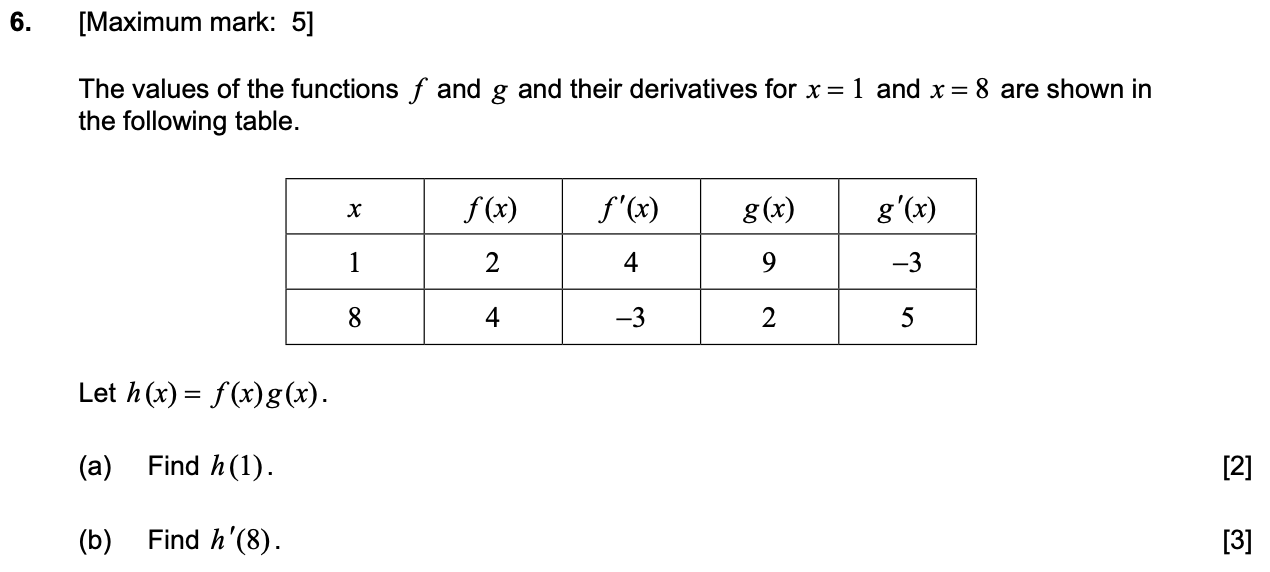 6. [Maximum mark: 5]
The values of the functions f and g and their derivatives for x = 1 and x = 8 are shown in
the following table.
x f(x) f′(x) g(x) g′(x)
1 2 4 9 −3
8 4 −3 2 5
Let h(x) = f(x)g(x).
(a) Find h(1). [2]
(b) Find h′(8). [3]